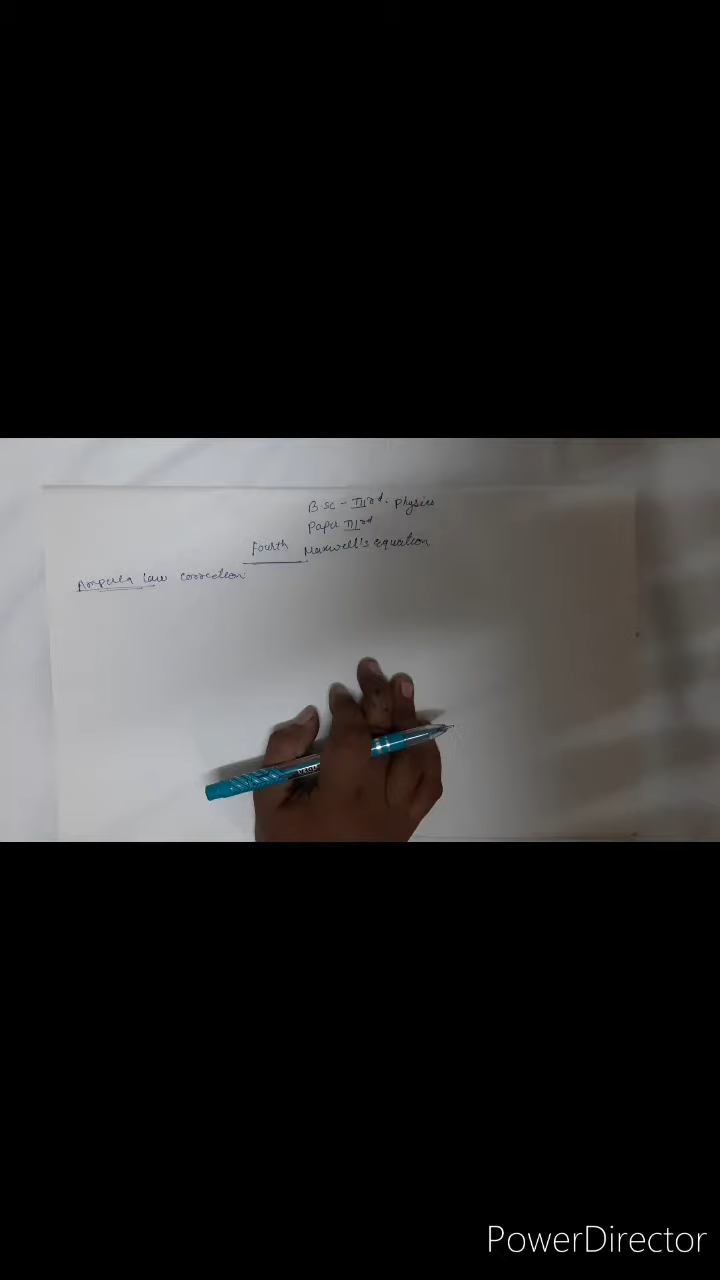 B.sc - IIIrd. Physics
Paper IIIrd
Fourth Maxwell's Equation
Ampere's law correction
PowerDirector